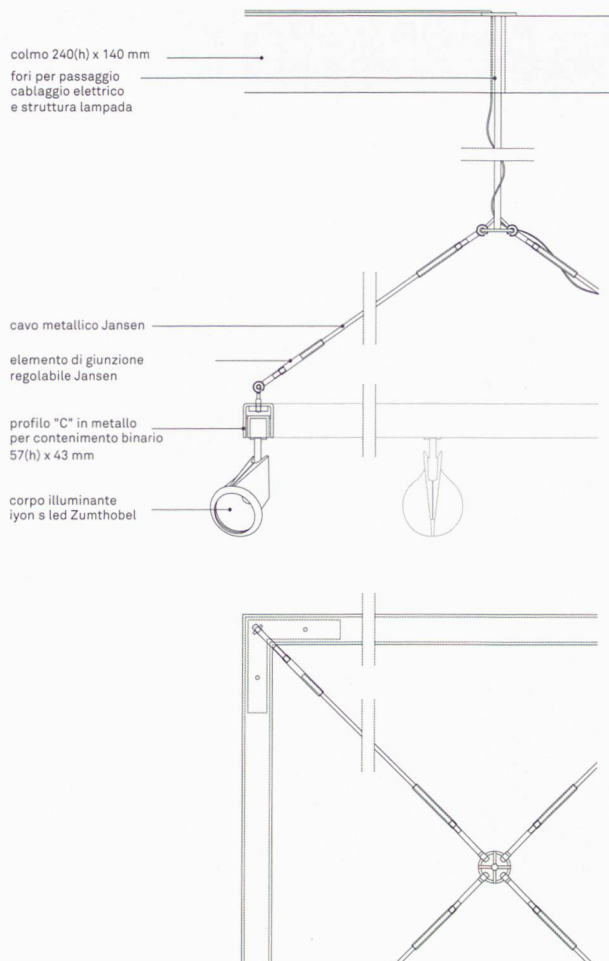 colmo 240(h) x 140 mm
fori per passaggio
cablaggio elettrico
e struttura lampada
cavo metallico Jansen
elemento di giunzione
regolabile Jansen
profilo "C" in metallo
per contenimento binario
57(h) x 43 mm
corpo illuminante
iyon s led Zumthobel